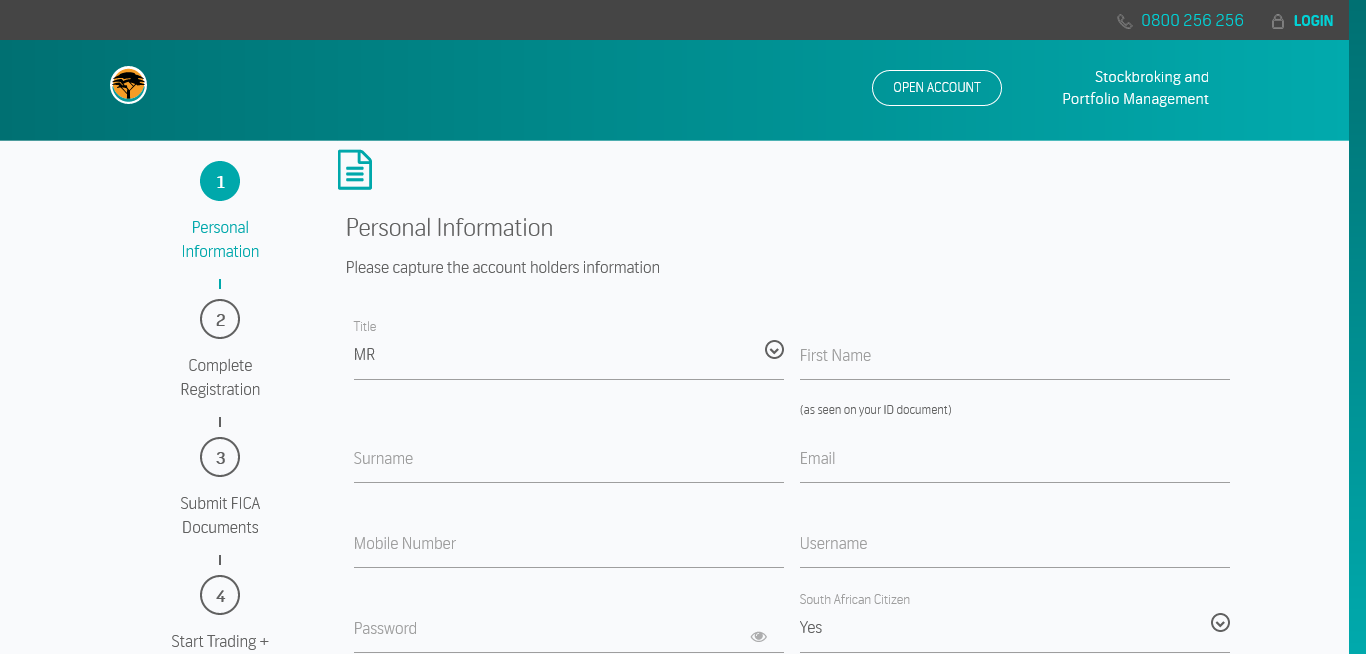 0800 256 256
LOGIN
OPEN ACCOUNT
Stockbroking and
Portfolio Management
1
Personal
Information
2
Complete
Registration
3
Submit FICA
Documents
4
Start Trading +
Personal Information
Please capture the account holders information
Title
MR
First Name
(as seen on your ID document)
Surname
Email
Mobile Number
Username
Password
South African Citizen
Yes